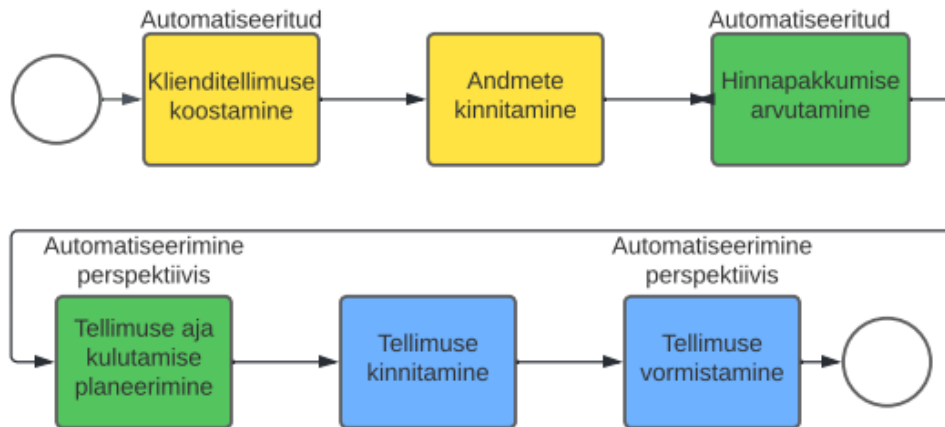 Automatiseeritud
Klienditellimuse
koostamine
Andmete
kinnitamine
Automatiseeritud
Hinnapakkumise
arvutamine
Automatiseerimine
perspektiivis
Tellimuse aja
kulutamise
planeerimine
Tellimuse
kinnitamine
Automatiseerimine
perspektiivis
Tellimuse
vormistamine